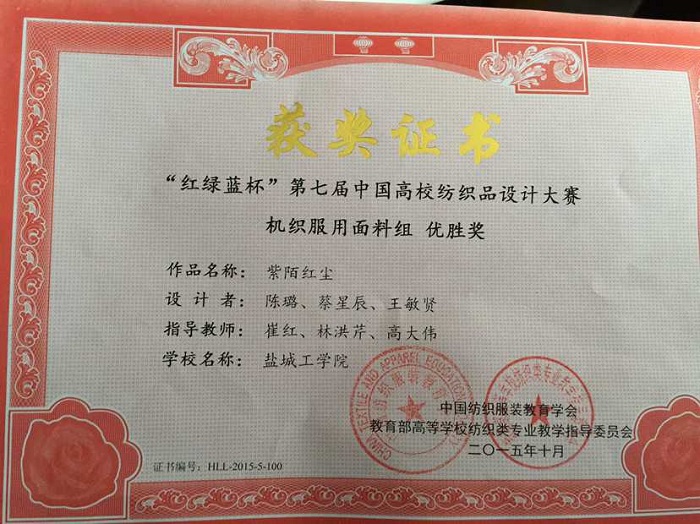 获奖证书
“红绿蓝杯”第七届中国高校纺织品设计大赛
机织服用面料组 优胜奖
作品名称：紫陌红尘
设计者：陈璐、蔡星辰、王敏贤
指导教师：崔红、林洪芹、高大伟
学校名称：盐城工学院
CHINA TEXTILE AND APPAREL EDUCATION
中国纺织服装教育学会
教育部高等学校纺织类专业教学指导委员会
二〇一五年十月
证书编号：HLL-2015-5-100